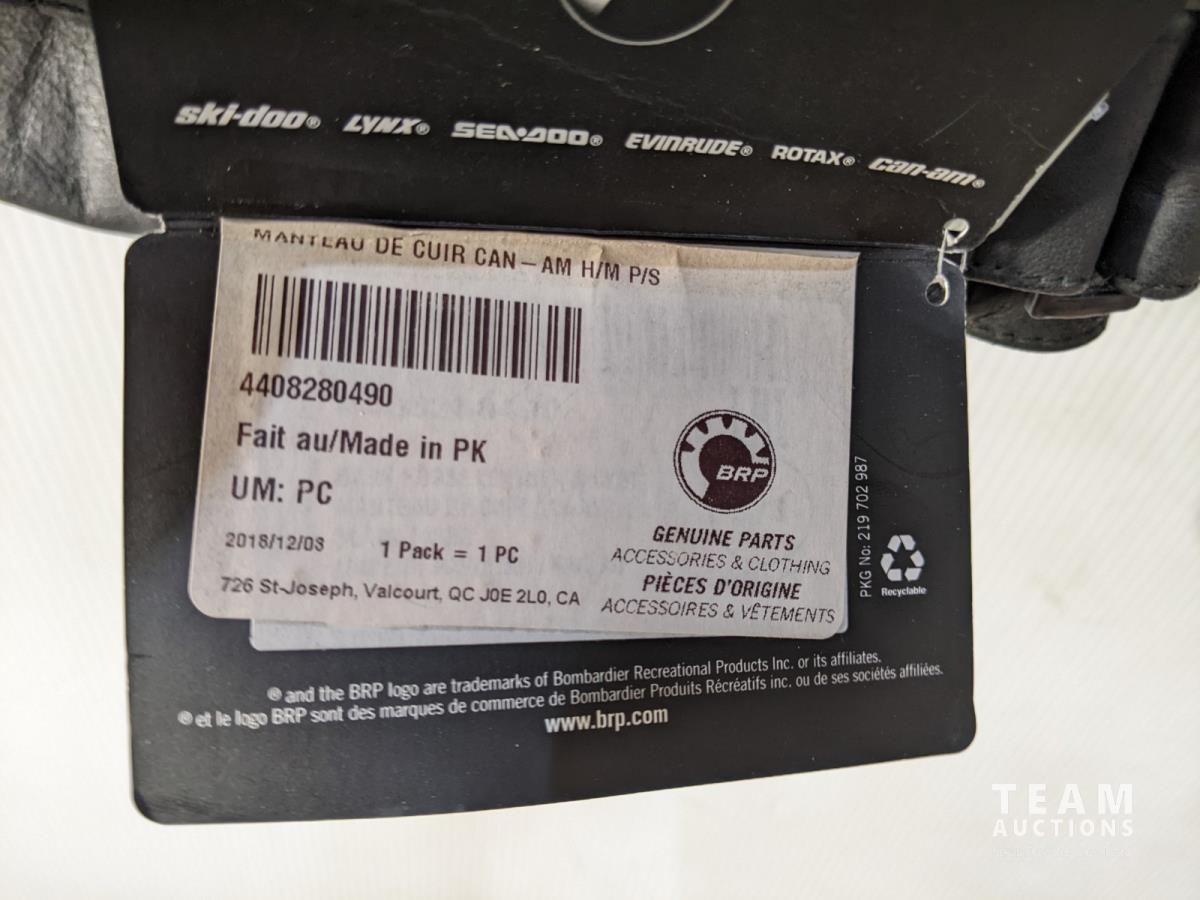 ski-doo® LYNX® SEA•DOO® EVINRUDE® ROTAX® can-am®
MANTEAU DE CUIR CAN-AM H/M P/S
4408280490
Fait au/Made in PK
UM: PC
2018/12/03 1 Pack = 1 PC
726 St-Joseph, Valcourt, QC J0E 2L0, CA
BRP
GENUINE PARTS
ACCESSORIES & CLOTHING
PIÈCES D'ORIGINE
ACCESSOIRES & VÊTEMENTS
PKG No: 219 702 987
Recyclable
® and the BRP logo are trademarks of Bombardier Recreational Products Inc. or its affiliates.
® et le logo BRP sont des marques de commerce de Bombardier Produits Récréatifs inc. ou de ses sociétés affiliées.
www.brp.com
TEAM
AUCTIONS